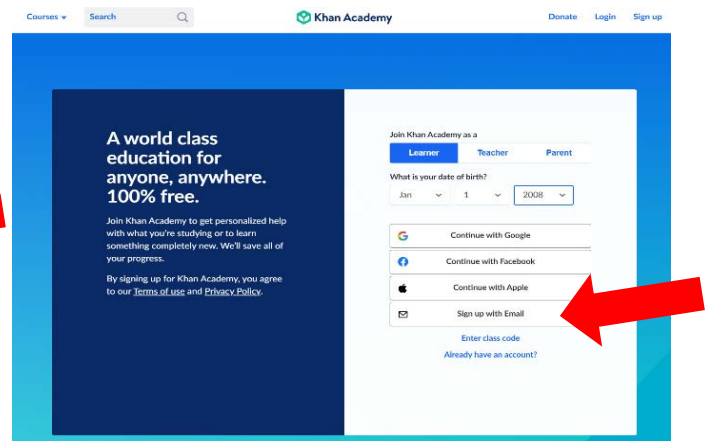 Courses Search Khan Academy Donate Login Sign up
A world class
education for
anyone, anywhere.
100% free.
Join Khan Academy to get personalized help
with what you're studying or to learn
something completely new. We'll save all of
your progress.
By signing up for Khan Academy, you agree
to our Terms of use and Privacy Policy.
Join Khan Academy as a
Learner Teacher Parent
What is your date of birth?
Jan 1 2008
Continue with Google
Continue with Facebook
Continue with Apple
Sign up with Email
Enter class code
Already have an account?